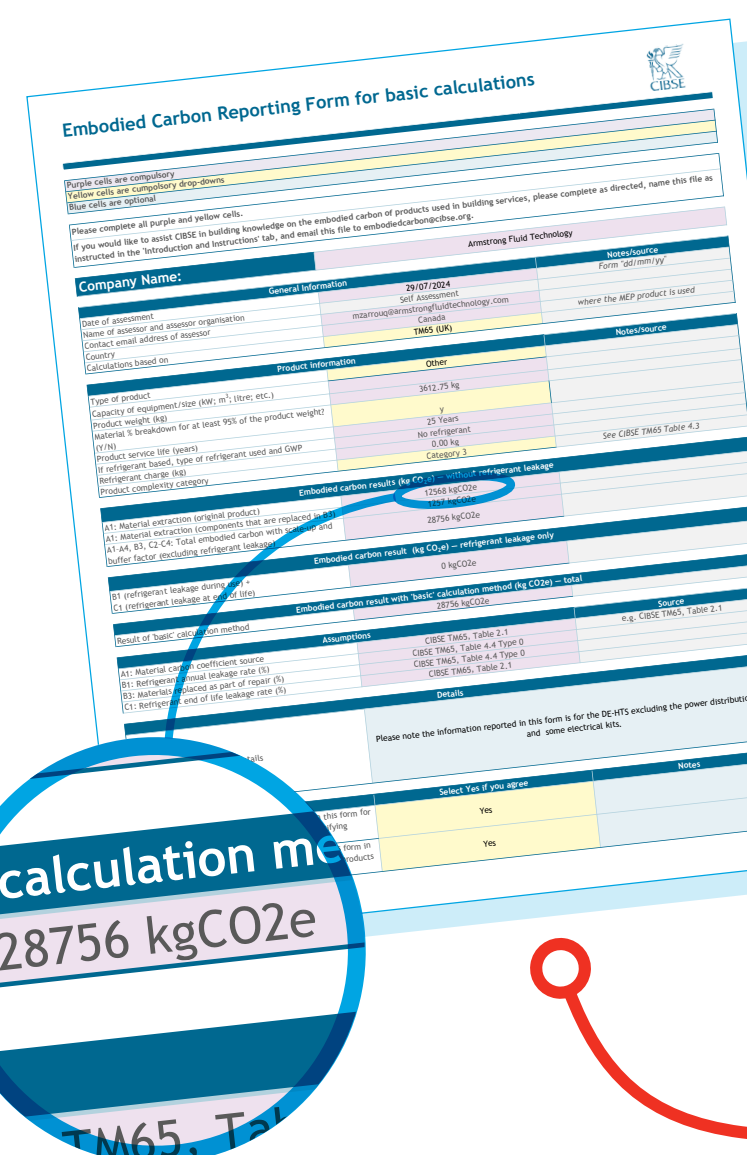 CIBSE
Embodied Carbon Reporting Form for basic calculations
Purple cells are compulsory
Yellow cells are cumpolsory drop-downs
Blue cells are optional
Please complete all purple and yellow cells.
If you would like to assist CIBSE in building knowledge on the embodied carbon of products used in building services, please complete as directed, name this file as
instructed in the 'Introduction and Instructions' tab, and email this file to embodiedcarbon@cibse.org.
Company Name: Armstrong Fluid Technology
General Information Notes/source
Date of assessment 29/07/2024 Form "dd/mm/yy"
Name of assessor and assessor organisation Self Assessment
Contact email address of assessor mzarrouq@armstrongfluidtechnology.com
Country Canada where the MEP product is used
Calculations based on TM65 (UK)
Product information Notes/source
Type of product Other
Capacity of equipment/size (kW; m³; litre; etc.)
Product weight (kg) 3612.75 kg
Material % breakdown for at least 95% of the product weight?
(Y/N) y
Product service life (years) 25 Years
If refrigerant based, type of refrigerant used and GWP No refrigerant
Refrigerant charge (kg) 0.00 kg
Product complexity category Category 3 See CIBSE TM65 Table 4.3
Embodied carbon results (kg CO₂e) — without refrigerant leakage
A1: Material extraction (original product) 12568 kgCO2e
A1: Material extraction (components that are replaced in B3) 1257 kgCO2e
A1-A4, B3, C2-C4: Total embodied carbon with scale-up and
buffer factor (excluding refrigerant leakage) 28756 kgCO2e
Embodied carbon result (kg CO₂e) — refrigerant leakage only
B1 (refrigerant leakage during use) +
C1 (refrigerant leakage at end of life) 0 kgCO2e
Embodied carbon result with 'basic' calculation method (kg CO2e) — total
Result of 'basic' calculation method 28756 kgCO2e
Assumptions Source
A1: Material carbon coefficient source CIBSE TM65, Table 2.1 e.g. CIBSE TM65, Table 2.1
B1: Refrigerant annual leakage rate (%) CIBSE TM65, Table 4.4 Type 0
B3: Materials replaced as part of repair (%) CIBSE TM65, Table 4.4 Type 0
C1: Refrigerant end of life leakage rate (%) CIBSE TM65, Table 2.1
Details
Please note the information reported in this form is for the DE-HTS excluding the power distributio
and some electrical kits.
tails
Select Yes if you agree Notes
this form for
ifying Yes
form in
products Yes
calculation me
28756 kgCO2e
TM65, Tab